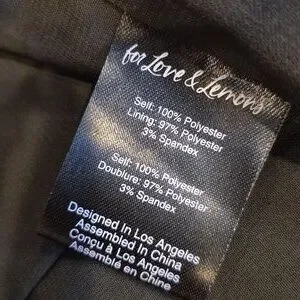 for Love & Lemons
Self: 100% Polyester
Lining: 97% Polyester
3% Spandex
Self: 100% Polyester
Doublure: 97% Polyester
3% Spandex
Designed In Los Angeles
Assembled In China
Conçu à Los Angeles
Assemblé en Chine